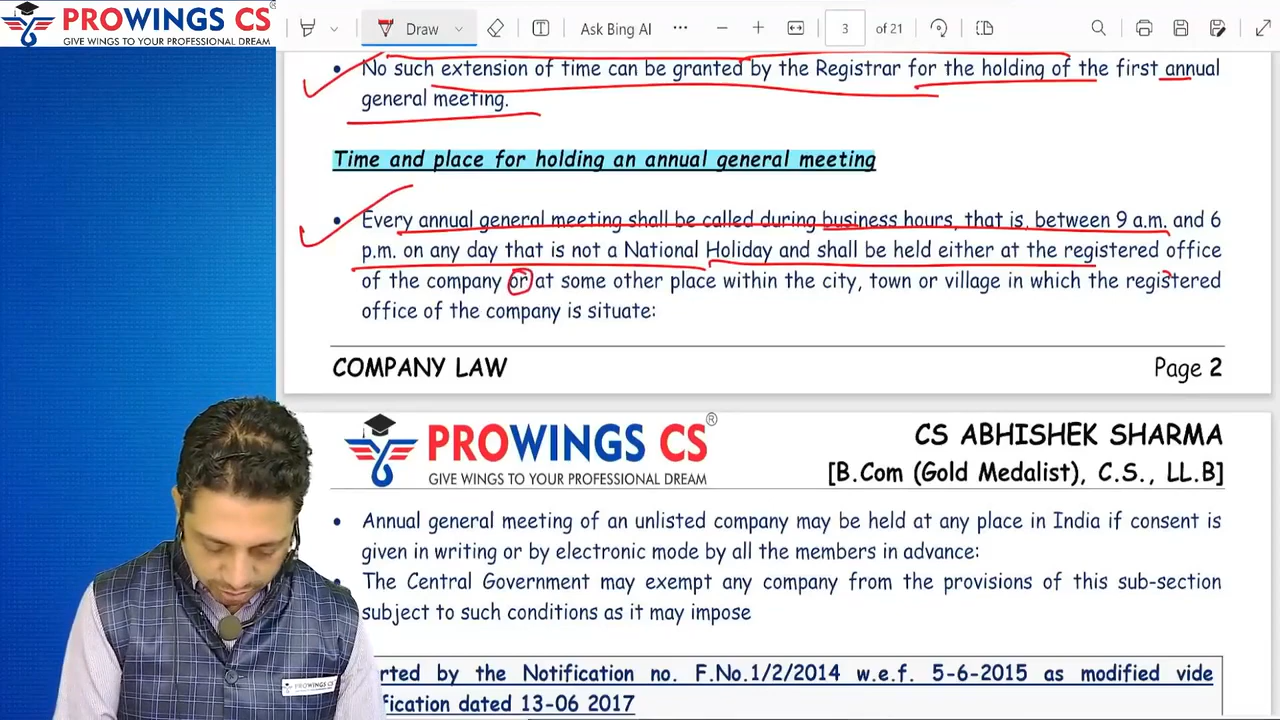 PROWINGS CS®
GIVE WINGS TO YOUR PROFESSIONAL DREAM
Draw
Ask Bing AI
3 of 21
No such extension of time can be granted by the Registrar for the holding of the first annual
general meeting.
Time and place for holding an annual general meeting
Every annual general meeting shall be called during business hours, that is, between 9 a.m. and 6
p.m. on any day that is not a National Holiday and shall be held either at the registered office
of the company or at some other place within the city, town or village in which the registered
office of the company is situate:
COMPANY LAW Page 2
PROWINGS CS®
GIVE WINGS TO YOUR PROFESSIONAL DREAM
CS ABHISHEK SHARMA
[B.Com (Gold Medalist), C.S., LL.B]
Annual general meeting of an unlisted company may be held at any place in India if consent is
given in writing or by electronic mode by all the members in advance:
The Central Government may exempt any company from the provisions of this sub-section
subject to such conditions as it may impose
by the Notification no. F.No.1/2/2014 w.e.f. 5-6-2015 as modified vide
dated 13-06 2017
PROWINGS CS